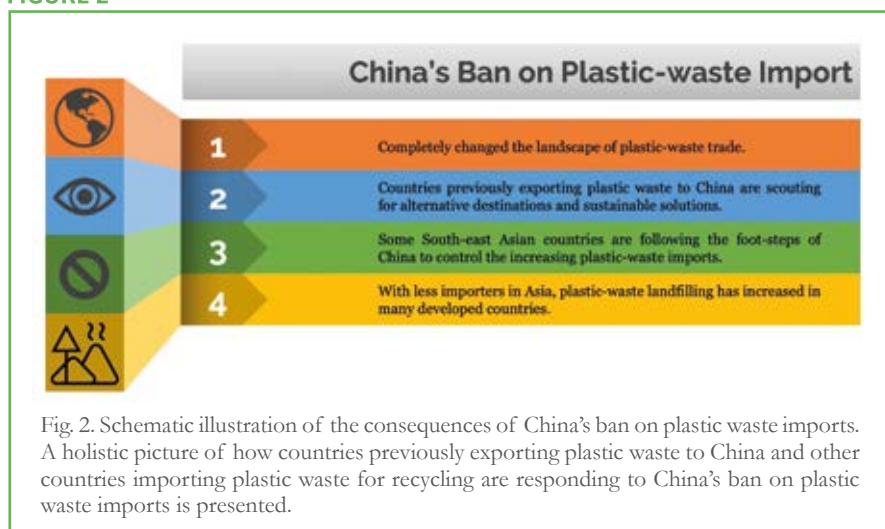 FIGURE 2
China's Ban on Plastic-waste Import
1
Completely changed the landscape of plastic-waste trade.
2
Countries previously exporting plastic waste to China are scouting
for alternative destinations and sustainable solutions.
3
Some South-east Asian countries are following the foot-steps of
China to control the increasing plastic-waste imports.
4
With less importers in Asia, plastic-waste landfilling has increased in
many developed countries.
Fig. 2. Schematic illustration of the consequences of China's ban on plastic waste imports.
A holistic picture of how countries previously exporting plastic waste to China and other
countries importing plastic waste for recycling are responding to China's ban on plastic
waste imports is presented.